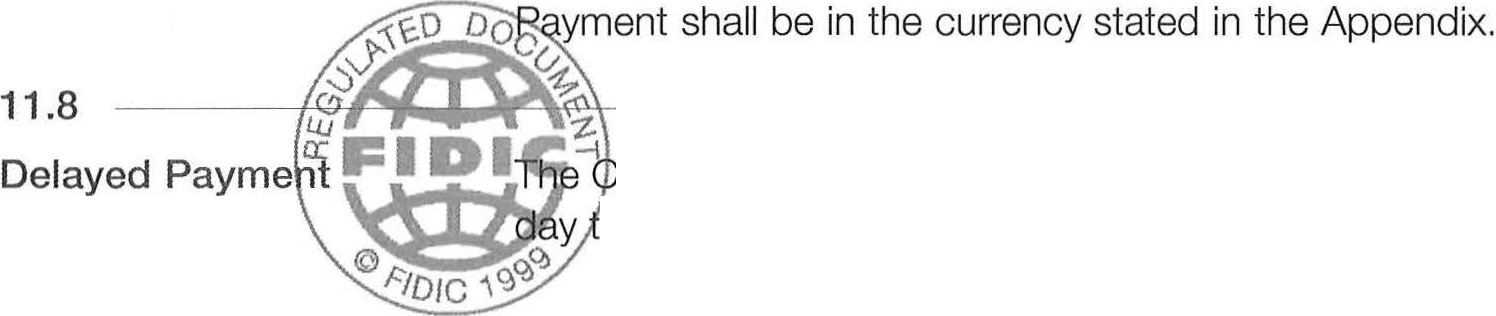 Payment shall be in the currency stated in the Appendix.
11.8
Delayed Payment
The
day
REGULATED DOCUMENT
FIDIC
© FIDIC 1999